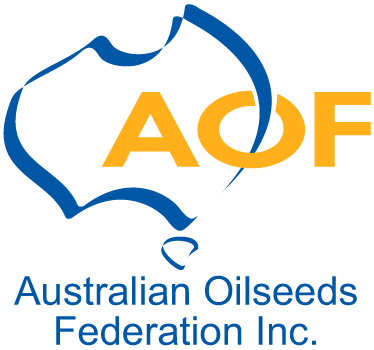 AOF
Australian Oilseeds
Federation Inc.